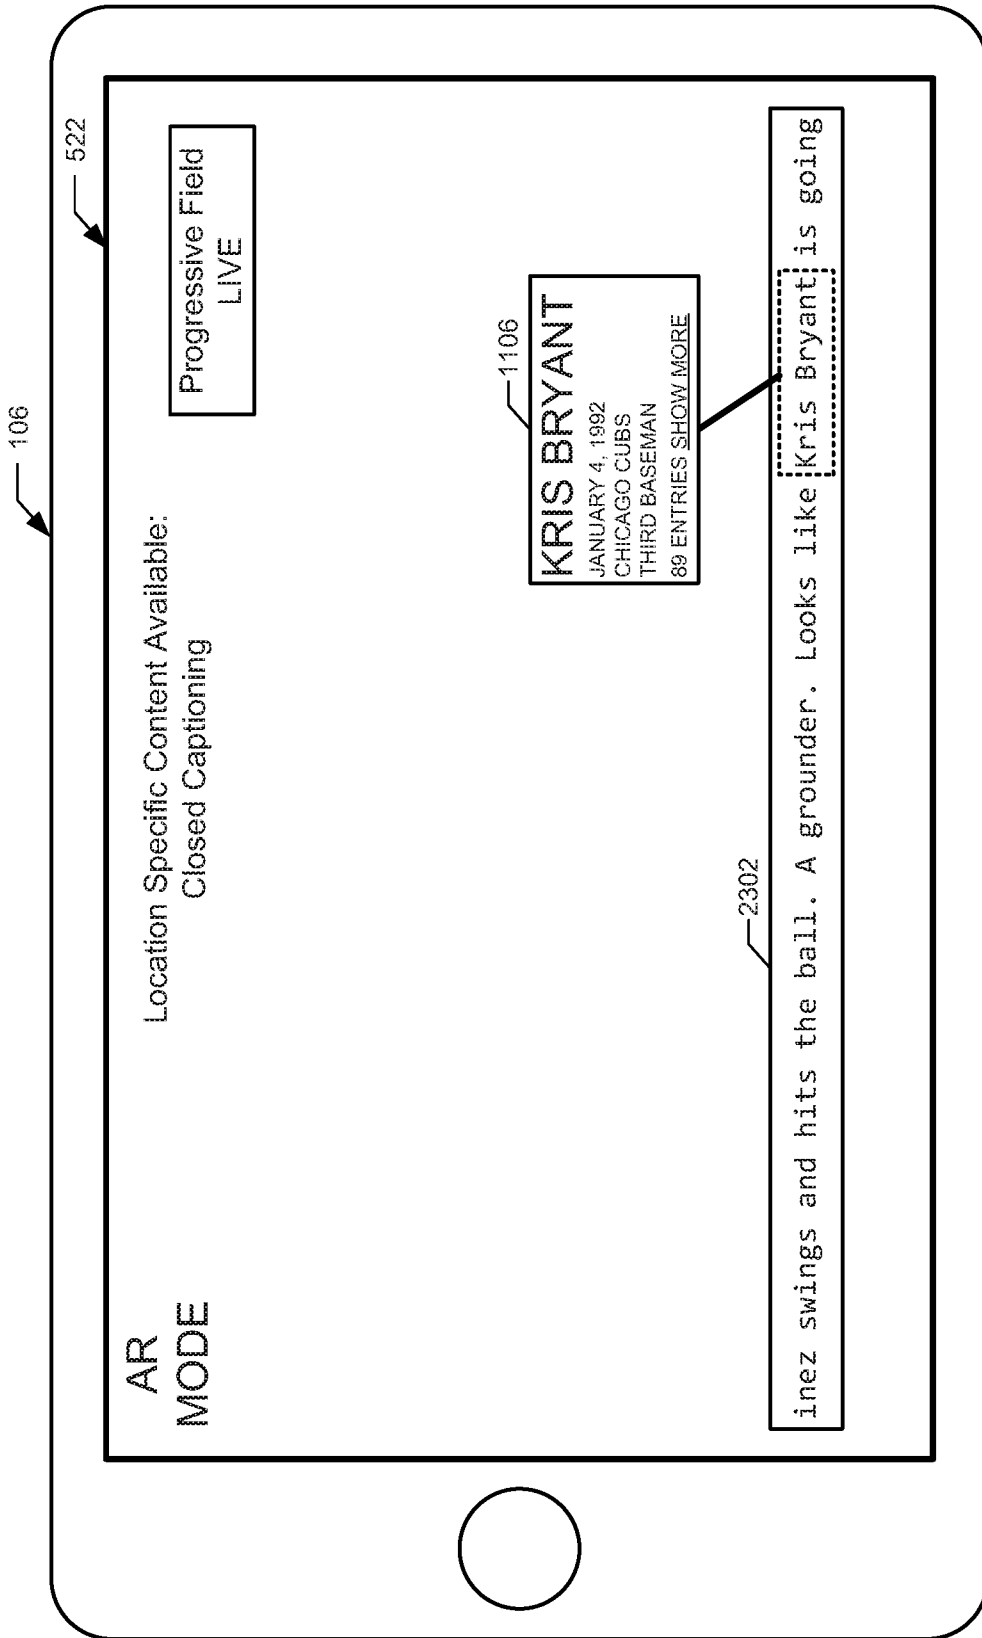 106
522
AR
MODE
Location Specific Content Available:
Closed Captioning
Progressive Field
LIVE
1106
KRIS BRYANT
JANUARY 4, 1992
CHICAGO CUBS
THIRD BASEMAN
89 ENTRIES SHOW MORE
2302
inez swings and hits the ball. A grounder. Looks like Kris Bryant is going